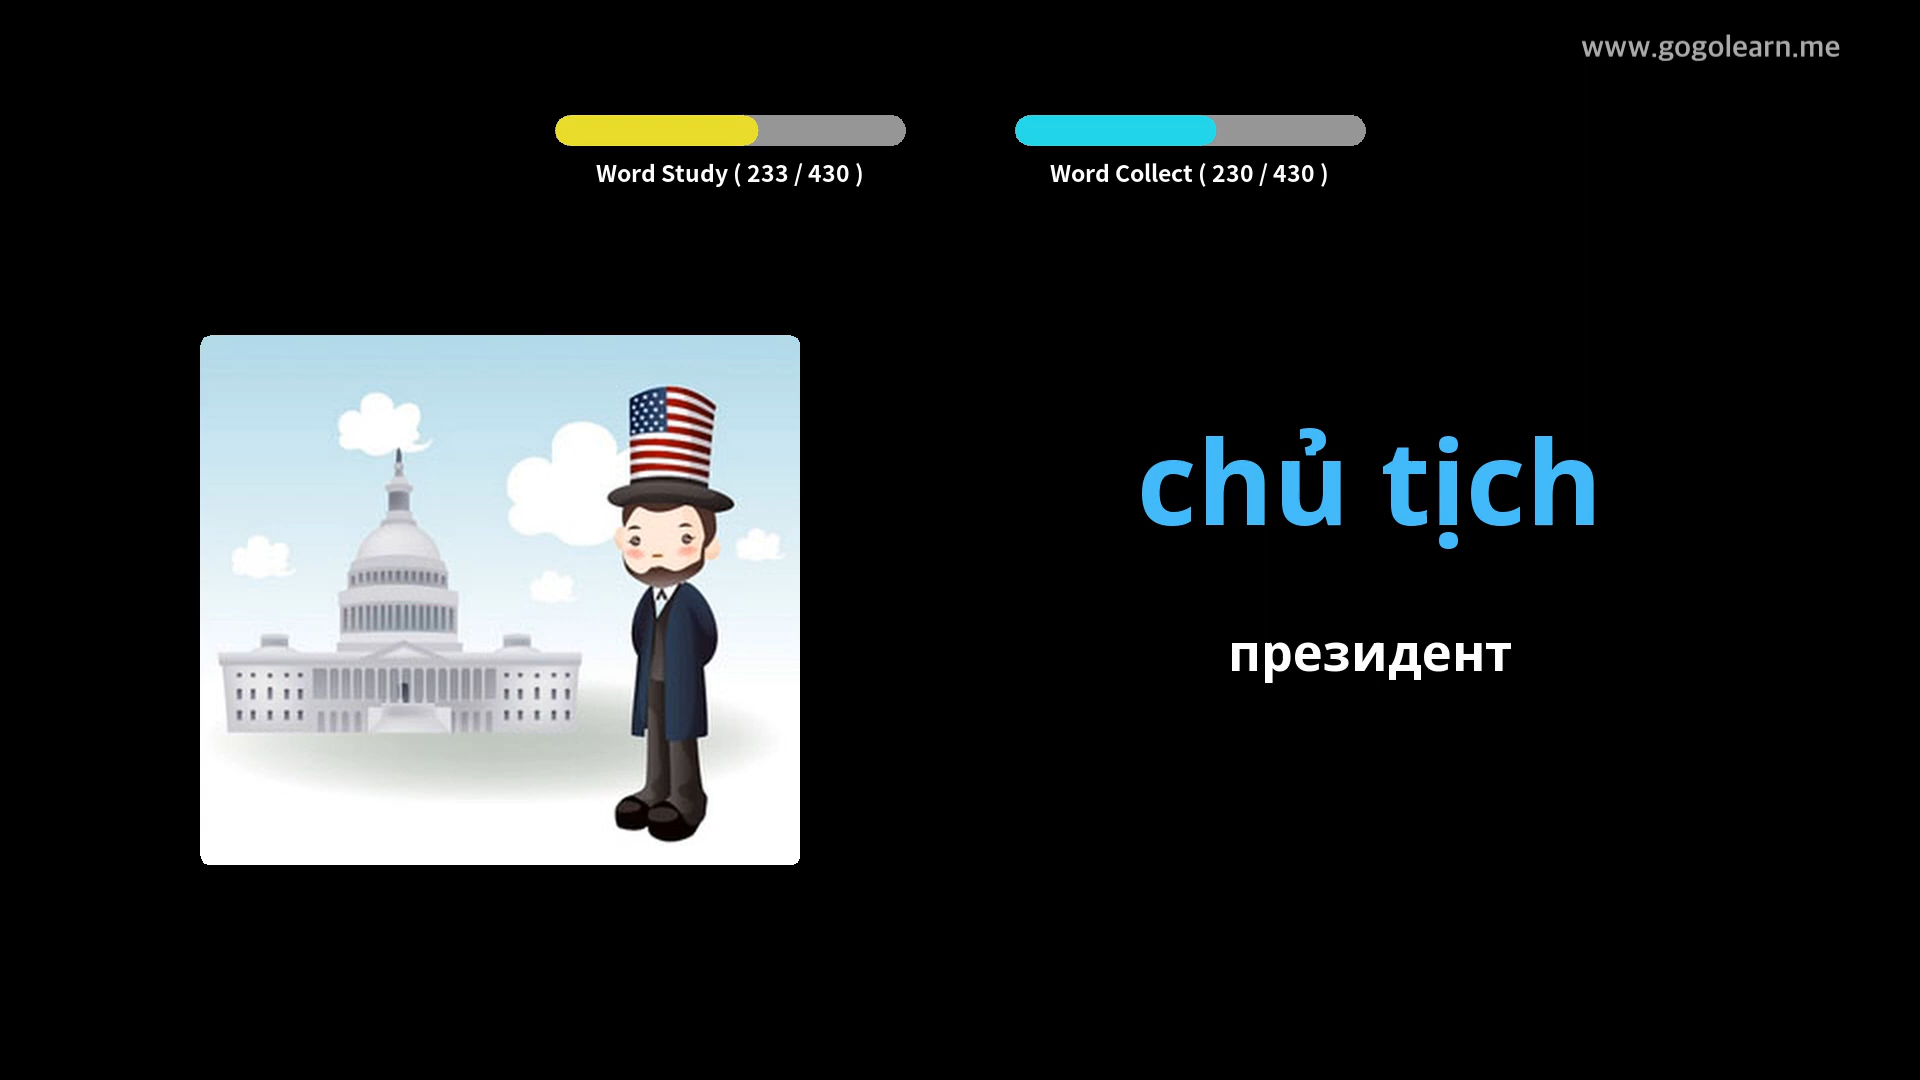 www.gogolearn.me
Word Study ( 233 / 430 )
Word Collect ( 230 / 430 )
chủ tịch
президент